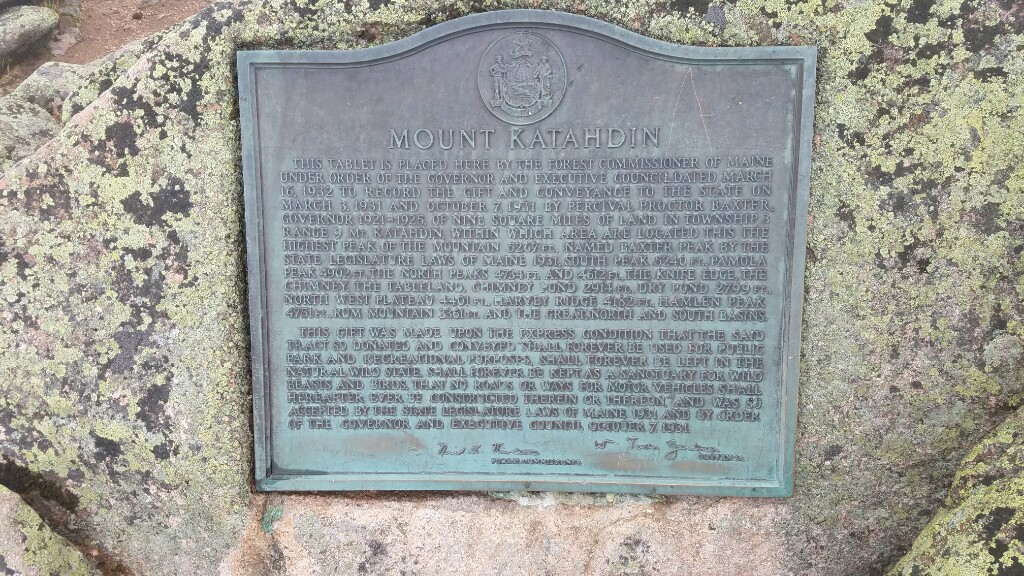 MOUNT KATAHDIN
THIS TABLET IS PLACED HERE BY THE FOREST COMMISSIONER OF MAINE
UNDER ORDER OF THE GOVERNOR AND EXECUTIVE COUNCIL DATED MARCH
16, 1932 TO RECORD THE GIFT AND CONVEYANCE TO THE STATE ON
MARCH 3, 1931 AND OCTOBER 7, 1931 BY PERCIVAL PROCTOR BAXTER,
GOVERNOR 1921-1925, OF NINE SQUARE MILES OF LAND IN TOWNSHIP 3
RANGE 9 MT. KATAHDIN, WITHIN WHICH AREA ARE LOCATED THIS THE
HIGHEST PEAK OF THE MOUNTAIN 5267 FT., NAMED BAXTER PEAK BY THE
STATE LEGISLATURE LAWS OF MAINE 1931, SOUTH PEAK 5240 FT., PAMOLA
PEAK 4902 FT., THE NORTH PEAKS 4734 FT. AND 4612 FT., THE KNIFE EDGE, THE
CHIMNEY, THE TABLELAND, CHIMNEY POND 2914 FT., DRY POND 2799 FT.,
NORTH WEST PLATEAU 4401 FT., HARVEY RIDGE 4182 FT., HAMLIN PEAK
4751 FT., RUM MOUNTAIN 3361 FT., AND THE GREAT NORTH AND SOUTH BASINS.
THIS GIFT WAS MADE UPON THE EXPRESS CONDITION THAT THE SAID
TRACT SO DONATED AND CONVEYED "SHALL FOREVER BE USED FOR PUBLIC
PARK AND RECREATIONAL PURPOSES, SHALL FOREVER BE LEFT IN THE
NATURAL WILD STATE, SHALL FOREVER BE KEPT AS A SANCTUARY FOR WILD
BEASTS AND BIRDS, THAT NO ROADS OR WAYS FOR MOTOR VEHICLES SHALL
HEREAFTER EVER BE CONSTRUCTED THEREIN OR THEREON" AND WAS SO
ACCEPTED BY THE STATE LEGISLATURE LAWS OF MAINE 1931 AND BY ORDER
OF THE GOVERNOR AND EXECUTIVE COUNCIL OCTOBER 7, 1931.
FOREST COMMISSIONER